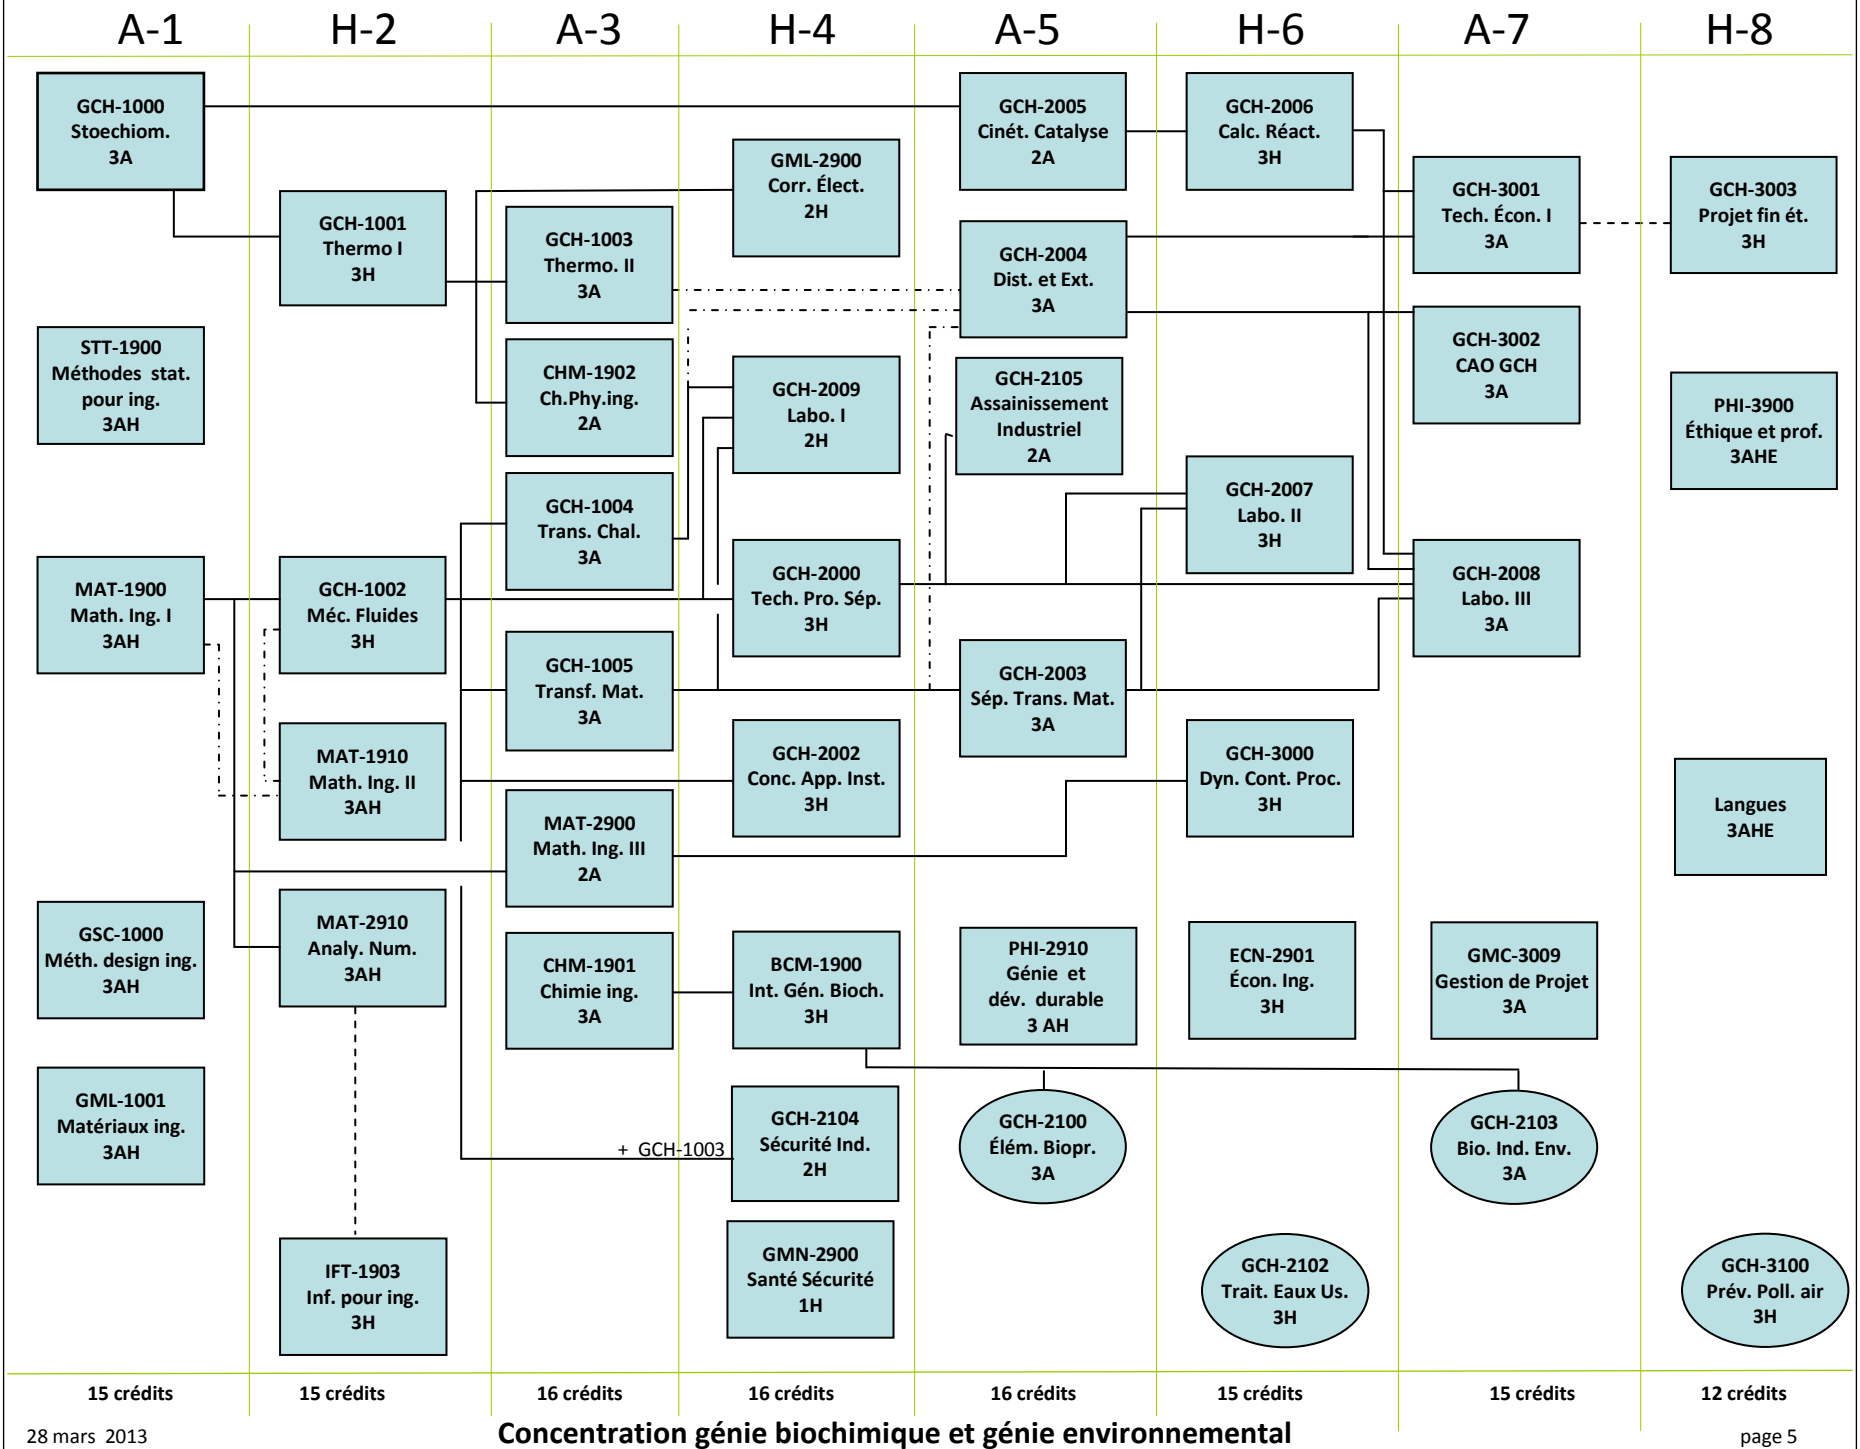 A-1
H-2
A-3
H-4
A-5
H-6
A-7
H-8
GCH-1000
Stoechiom.
3A
STT-1900
Méthodes stat.
pour ing.
3AH
MAT-1900
Math. Ing. I
3AH
GSC-1000
Méth. design ing.
3AH
GML-1001
Matériaux ing.
3AH
GCH-1001
Thermo I
3H
GCH-1002
Méc. Fluides
3H
MAT-1910
Math. Ing. II
3AH
MAT-2910
Analy. Num.
3AH
IFT-1903
Inf. pour ing.
3H
GCH-1003
Thermo. II
3A
CHM-1902
Ch.Phy.ing.
2A
GCH-1004
Trans. Chal.
3A
GCH-1005
Transf. Mat.
3A
MAT-2900
Math. Ing. III
2A
CHM-1901
Chimie ing.
3A
GML-2900
Corr. Élect.
2H
GCH-2009
Labo. I
2H
GCH-2000
Tech. Pro. Sép.
3H
GCH-2002
Conc. App. Inst.
3H
BCM-1900
Int. Gén. Bioch.
3H
+ GCH-1003
GCH-2104
Sécurité Ind.
2H
GMN-2900
Santé Sécurité
1H
GCH-2005
Cinét. Catalyse
2A
GCH-2004
Dist. et Ext.
3A
GCH-2105
Assainissement
Industriel
2A
GCH-2003
Sép. Trans. Mat.
3A
PHI-2910
Génie et
dév. durable
3 AH
GCH-2100
Élém. Biopr.
3A
GCH-2006
Calc. Réact.
3H
GCH-2007
Labo. II
3H
GCH-3000
Dyn. Cont. Proc.
3H
ECN-2901
Écon. Ing.
3H
GCH-2102
Trait. Eaux Us.
3H
GCH-3001
Tech. Écon. I
3A
GCH-3002
CAO GCH
3A
GCH-2008
Labo. III
3A
GMC-3009
Gestion de Projet
3A
GCH-2103
Bio. Ind. Env.
3A
GCH-3003
Projet fin ét.
3H
PHI-3900
Éthique et prof.
3AHE
Langues
3AHE
GCH-3100
Prév. Poll. air
3H
15 crédits
15 crédits
16 crédits
16 crédits
16 crédits
15 crédits
15 crédits
12 crédits
28 mars 2013
Concentration génie biochimique et génie environnemental
page 5